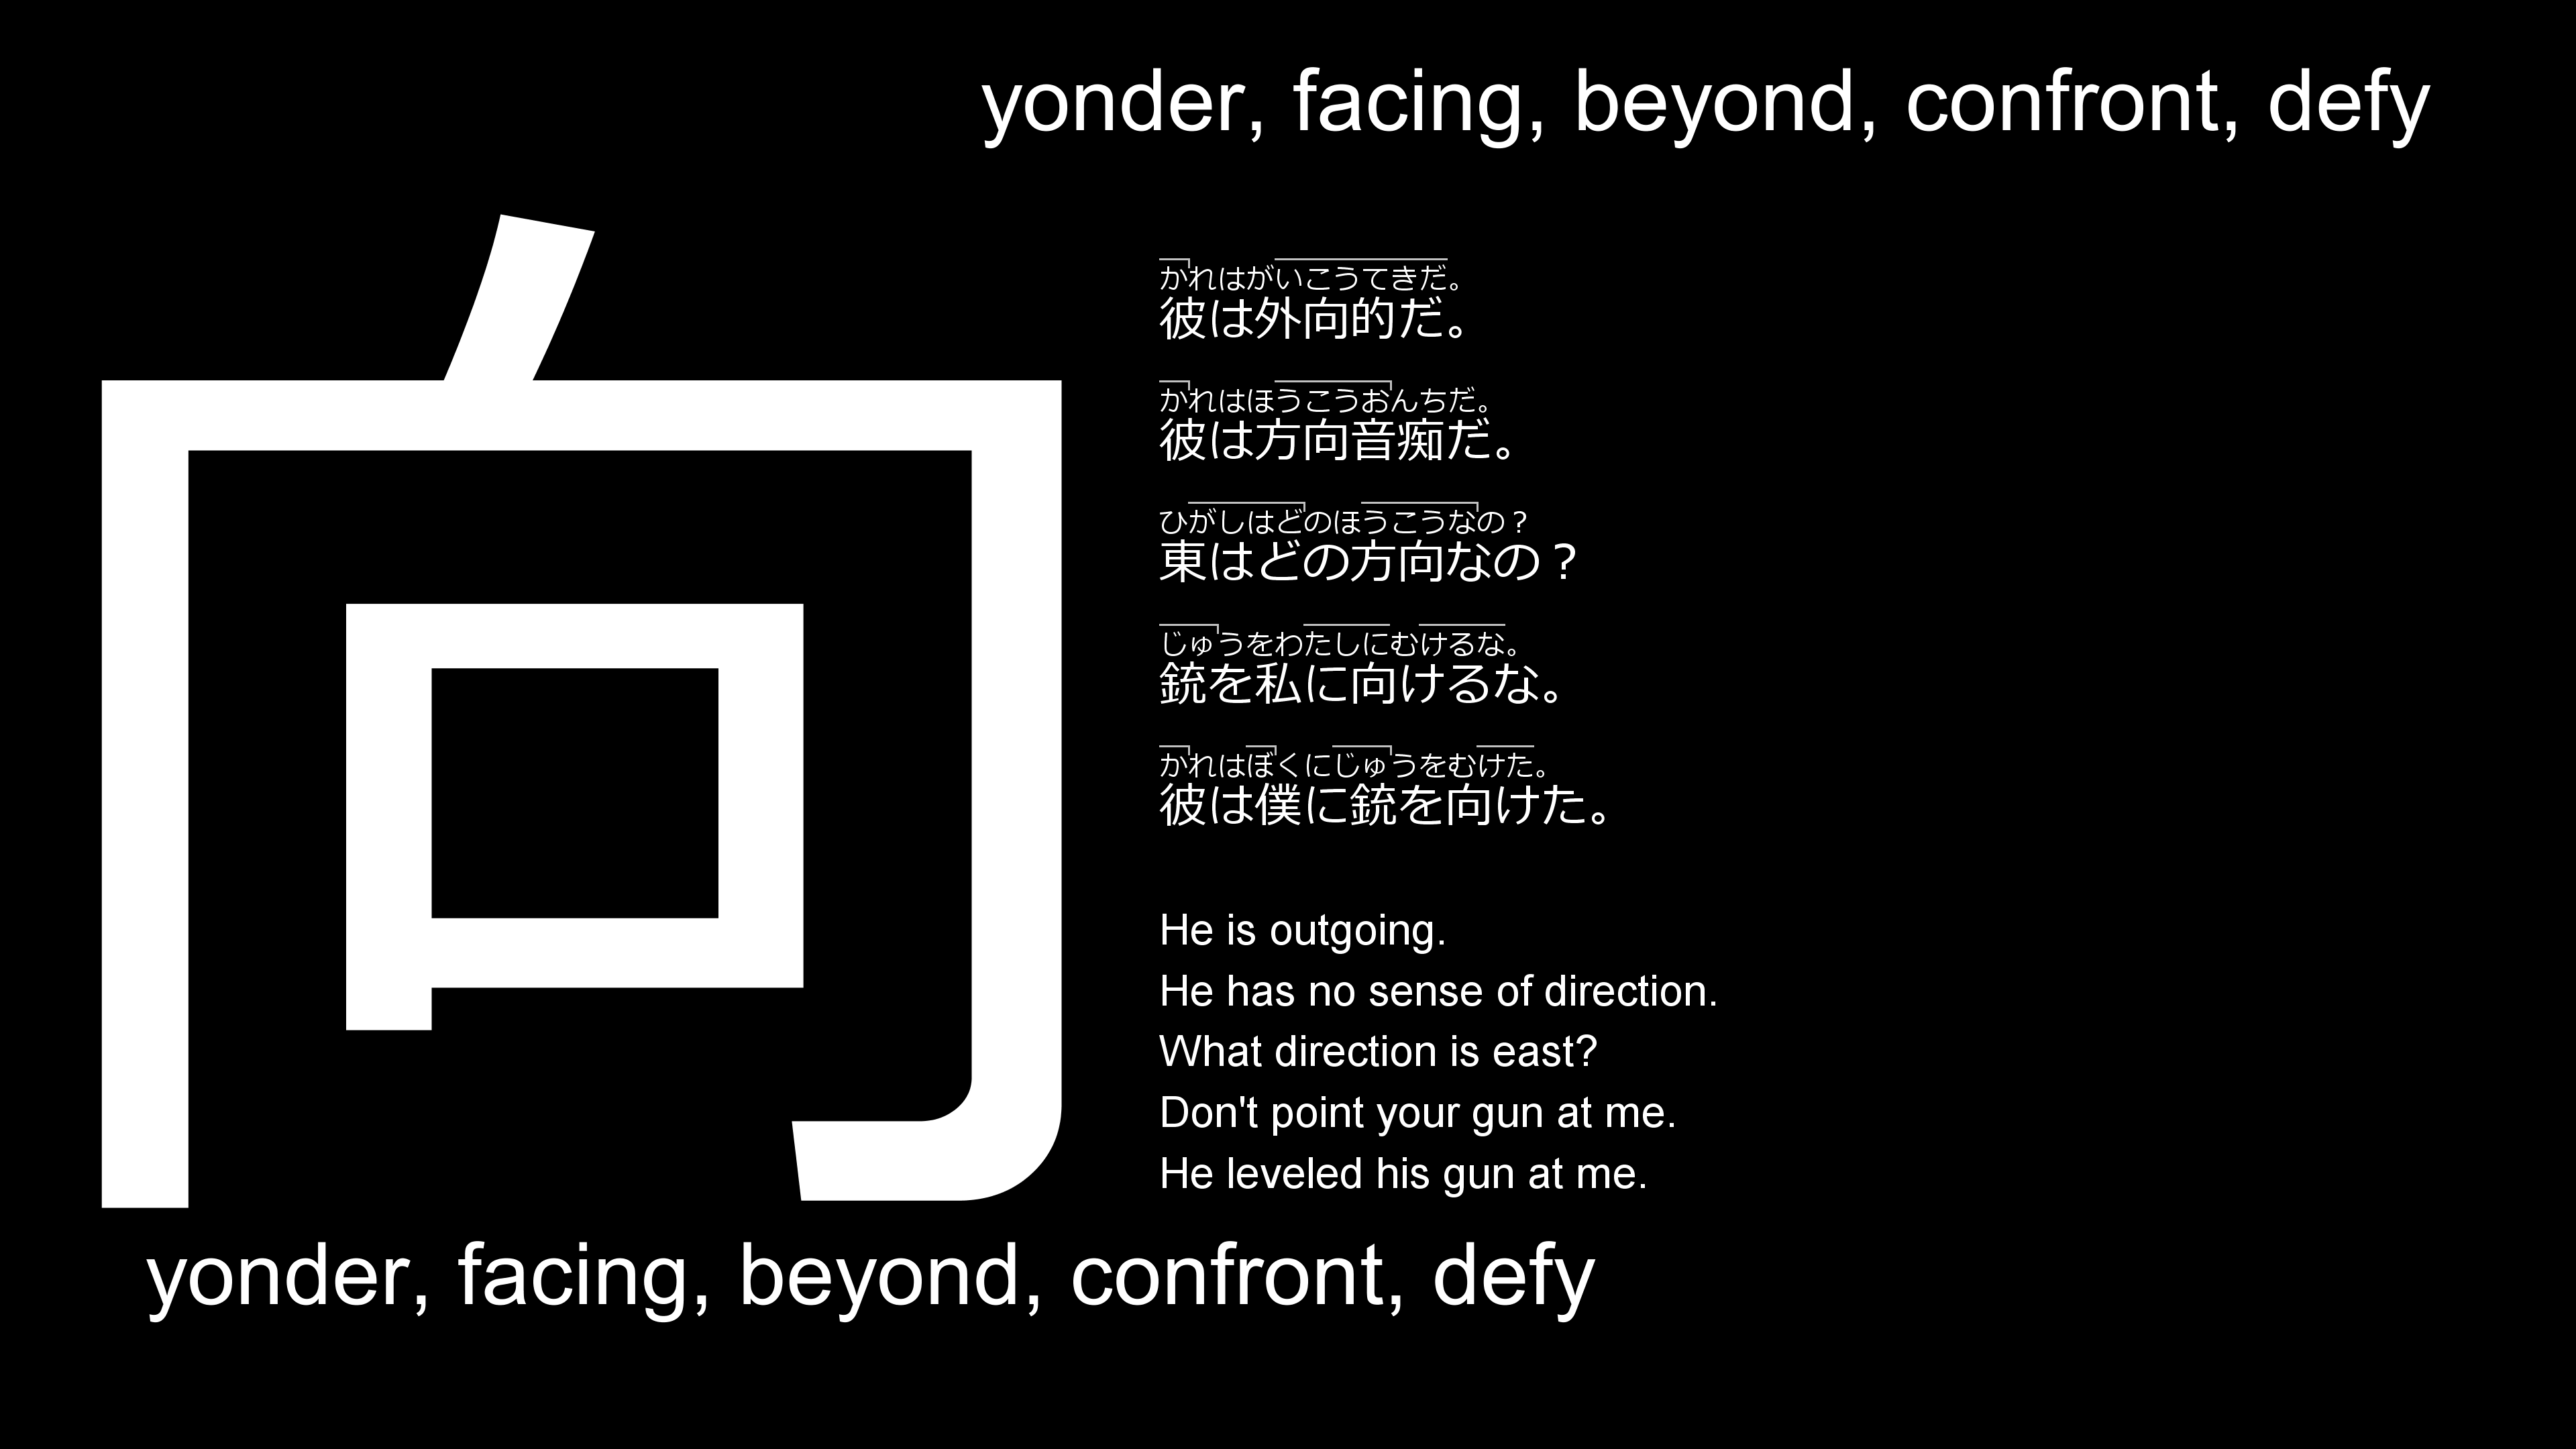 yonder, facing, beyond, confront, defy
向
かれはがいこうてきだ。
彼は外向的だ。
かれはほうこうおんちだ。
彼は方向音痴だ。
ひがしはどのほうこうなの？
東はどの方向なの？
じゅうをわたしにむけるな。
銃を私に向けるな。
かれはぼくにじゅうをむけた。
彼は僕に銃を向けた。
He is outgoing.
He has no sense of direction.
What direction is east?
Don't point your gun at me.
He leveled his gun at me.
yonder, facing, beyond, confront, defy